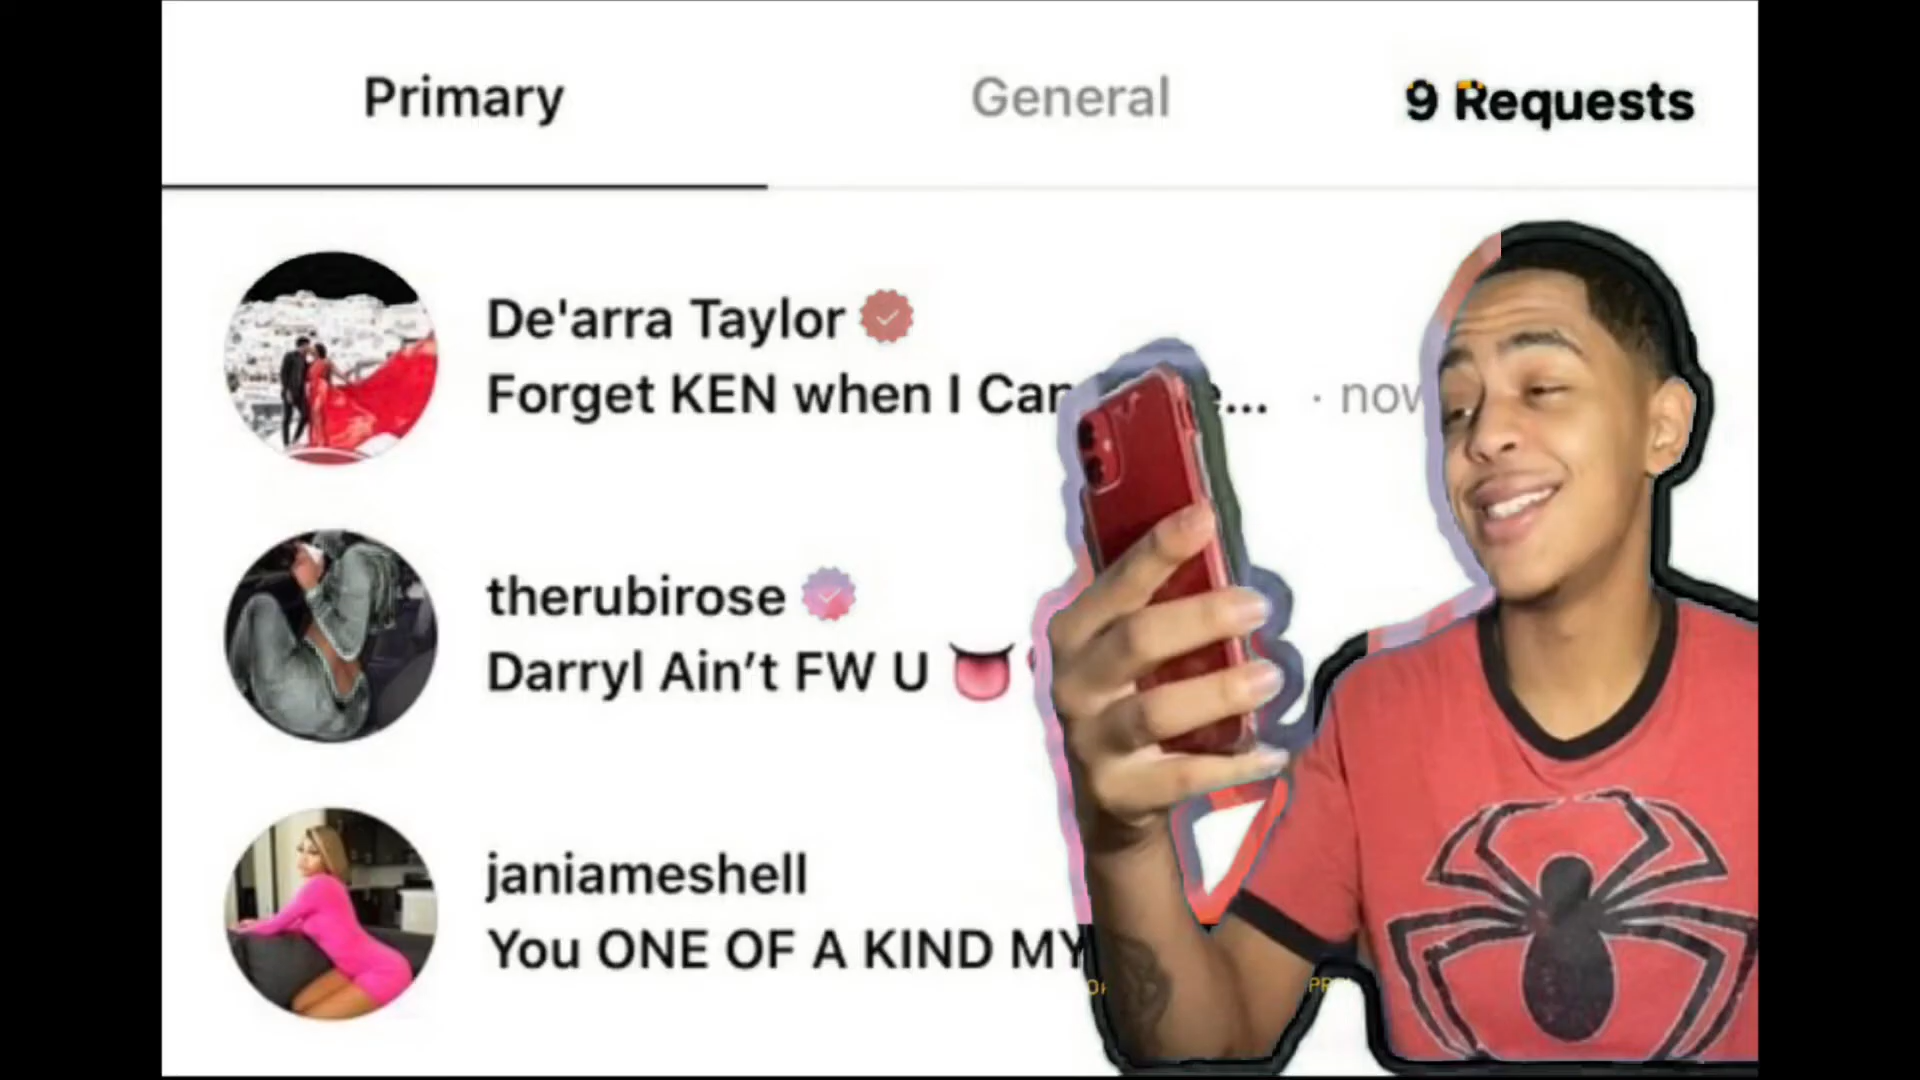 Primary General 9 Requests
De'arra Taylor
Forget KEN when I Can e... · now
therubirose
Darryl Ain’t FW U 👅
janiameshell
You ONE OF A KIND MY